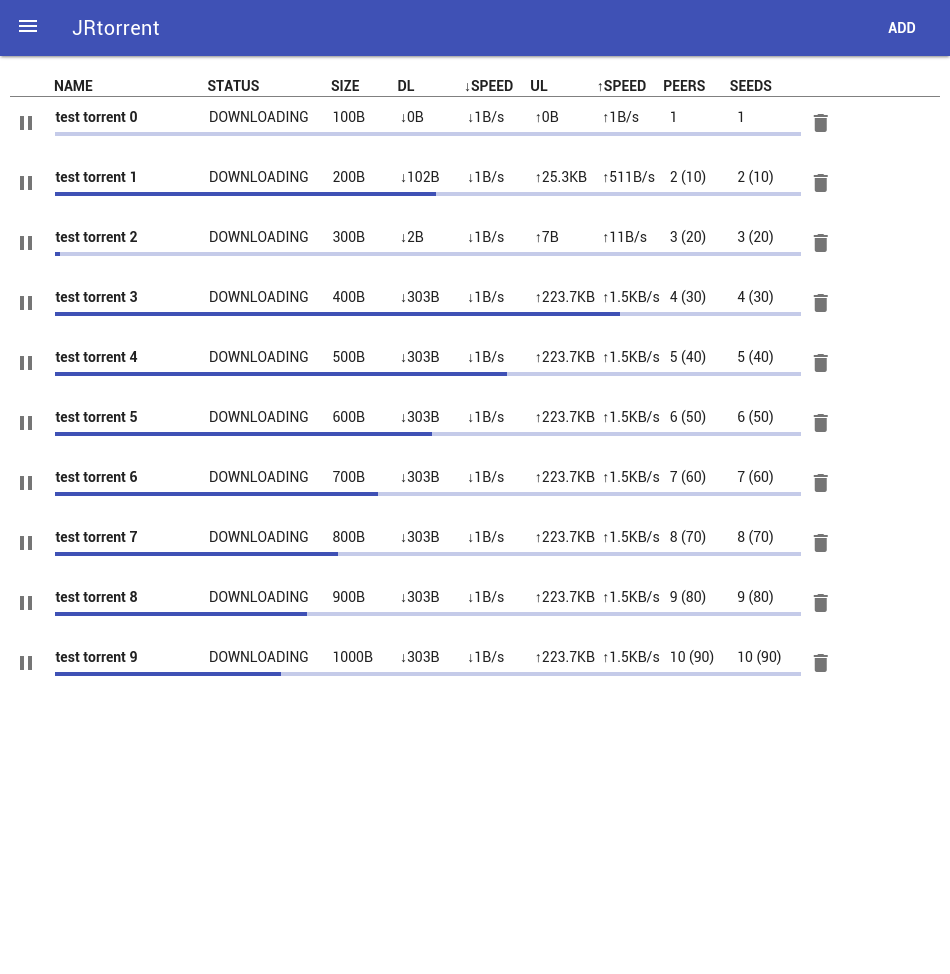 JRtorrent ADD
NAME STATUS SIZE DL ↓SPEED UL ↑SPEED PEERS SEEDS
test torrent 0 DOWNLOADING 100B ↓0B ↓1B/s ↑0B ↑1B/s 1 1
test torrent 1 DOWNLOADING 200B ↓102B ↓1B/s ↑25.3KB ↑511B/s 2 (10) 2 (10)
test torrent 2 DOWNLOADING 300B ↓2B ↓1B/s ↑7B ↑11B/s 3 (20) 3 (20)
test torrent 3 DOWNLOADING 400B ↓303B ↓1B/s ↑223.7KB ↑1.5KB/s 4 (30) 4 (30)
test torrent 4 DOWNLOADING 500B ↓303B ↓1B/s ↑223.7KB ↑1.5KB/s 5 (40) 5 (40)
test torrent 5 DOWNLOADING 600B ↓303B ↓1B/s ↑223.7KB ↑1.5KB/s 6 (50) 6 (50)
test torrent 6 DOWNLOADING 700B ↓303B ↓1B/s ↑223.7KB ↑1.5KB/s 7 (60) 7 (60)
test torrent 7 DOWNLOADING 800B ↓303B ↓1B/s ↑223.7KB ↑1.5KB/s 8 (70) 8 (70)
test torrent 8 DOWNLOADING 900B ↓303B ↓1B/s ↑223.7KB ↑1.5KB/s 9 (80) 9 (80)
test torrent 9 DOWNLOADING 1000B ↓303B ↓1B/s ↑223.7KB ↑1.5KB/s 10 (90) 10 (90)